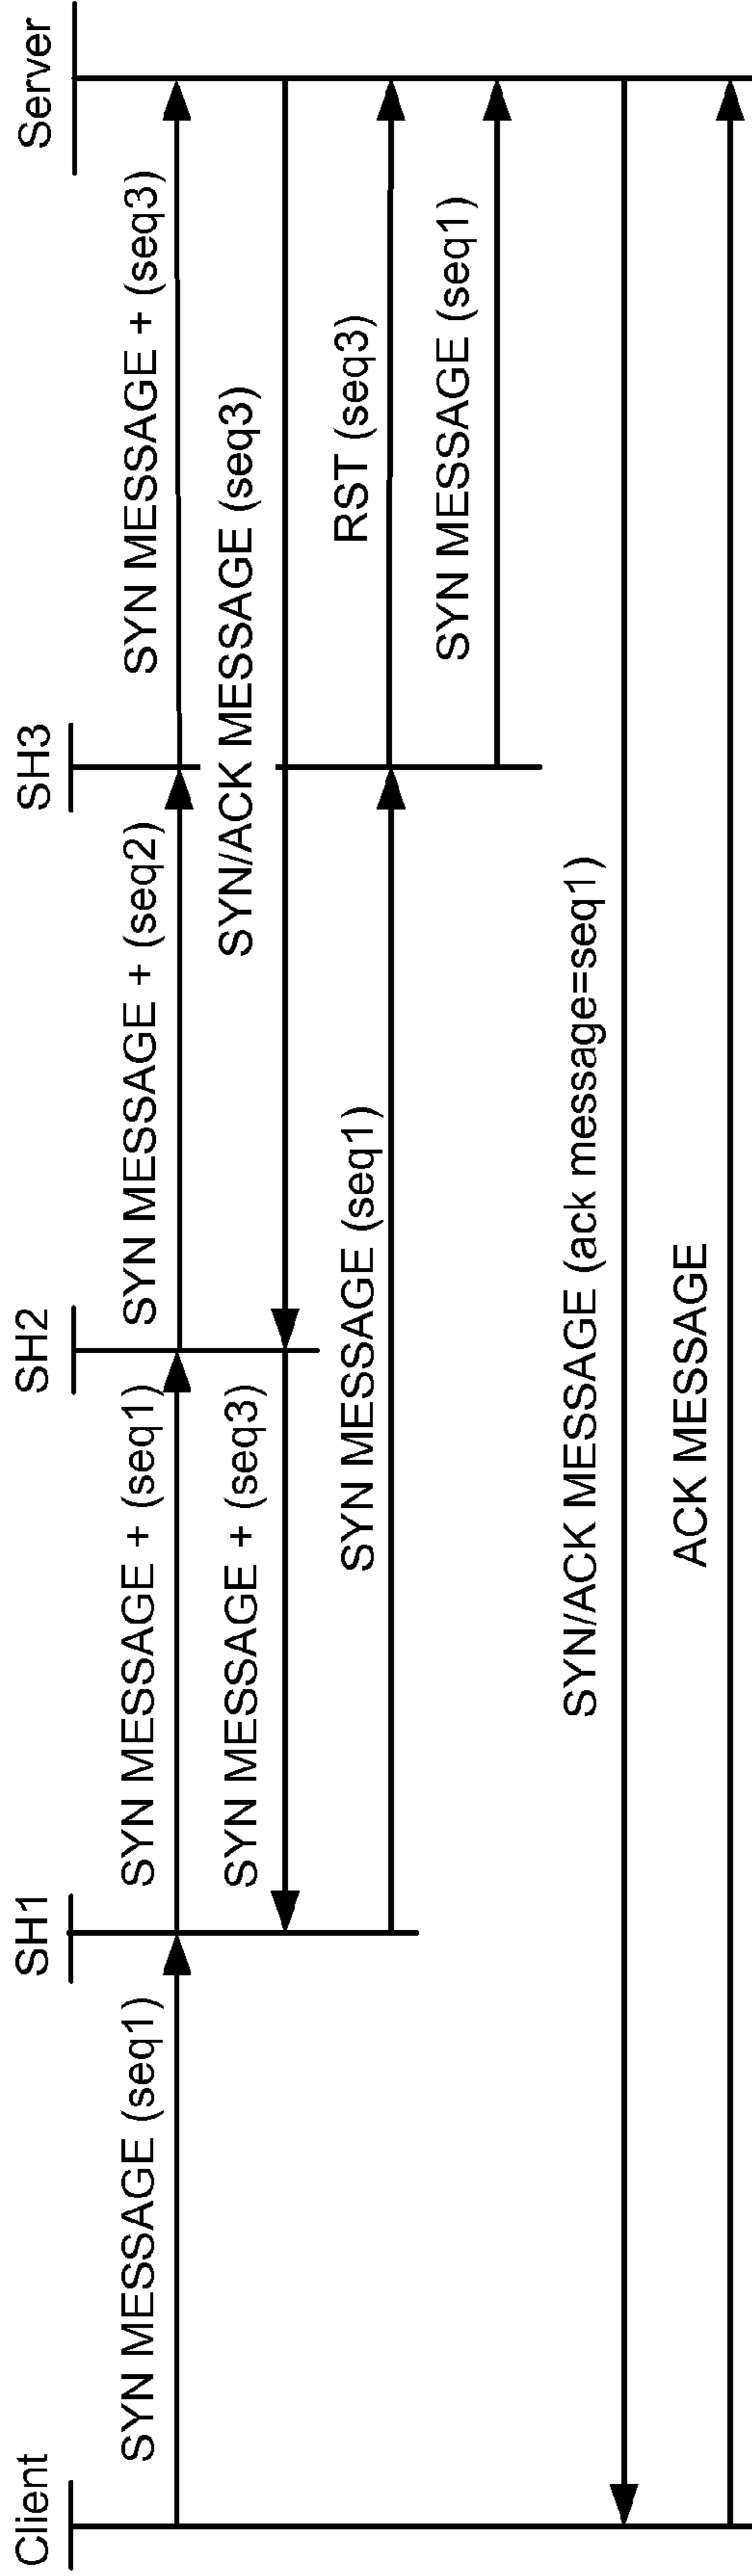 Client
SH1
SH2
SH3
Server
SYN MESSAGE (seq1)
SYN MESSAGE + (seq1)
SYN MESSAGE + (seq2)
SYN MESSAGE + (seq3)
SYN MESSAGE + (seq3)
SYN/ACK MESSAGE (seq3)
SYN MESSAGE (seq1)
RST (seq3)
SYN MESSAGE (seq1)
SYN/ACK MESSAGE (ack message=seq1)
ACK MESSAGE